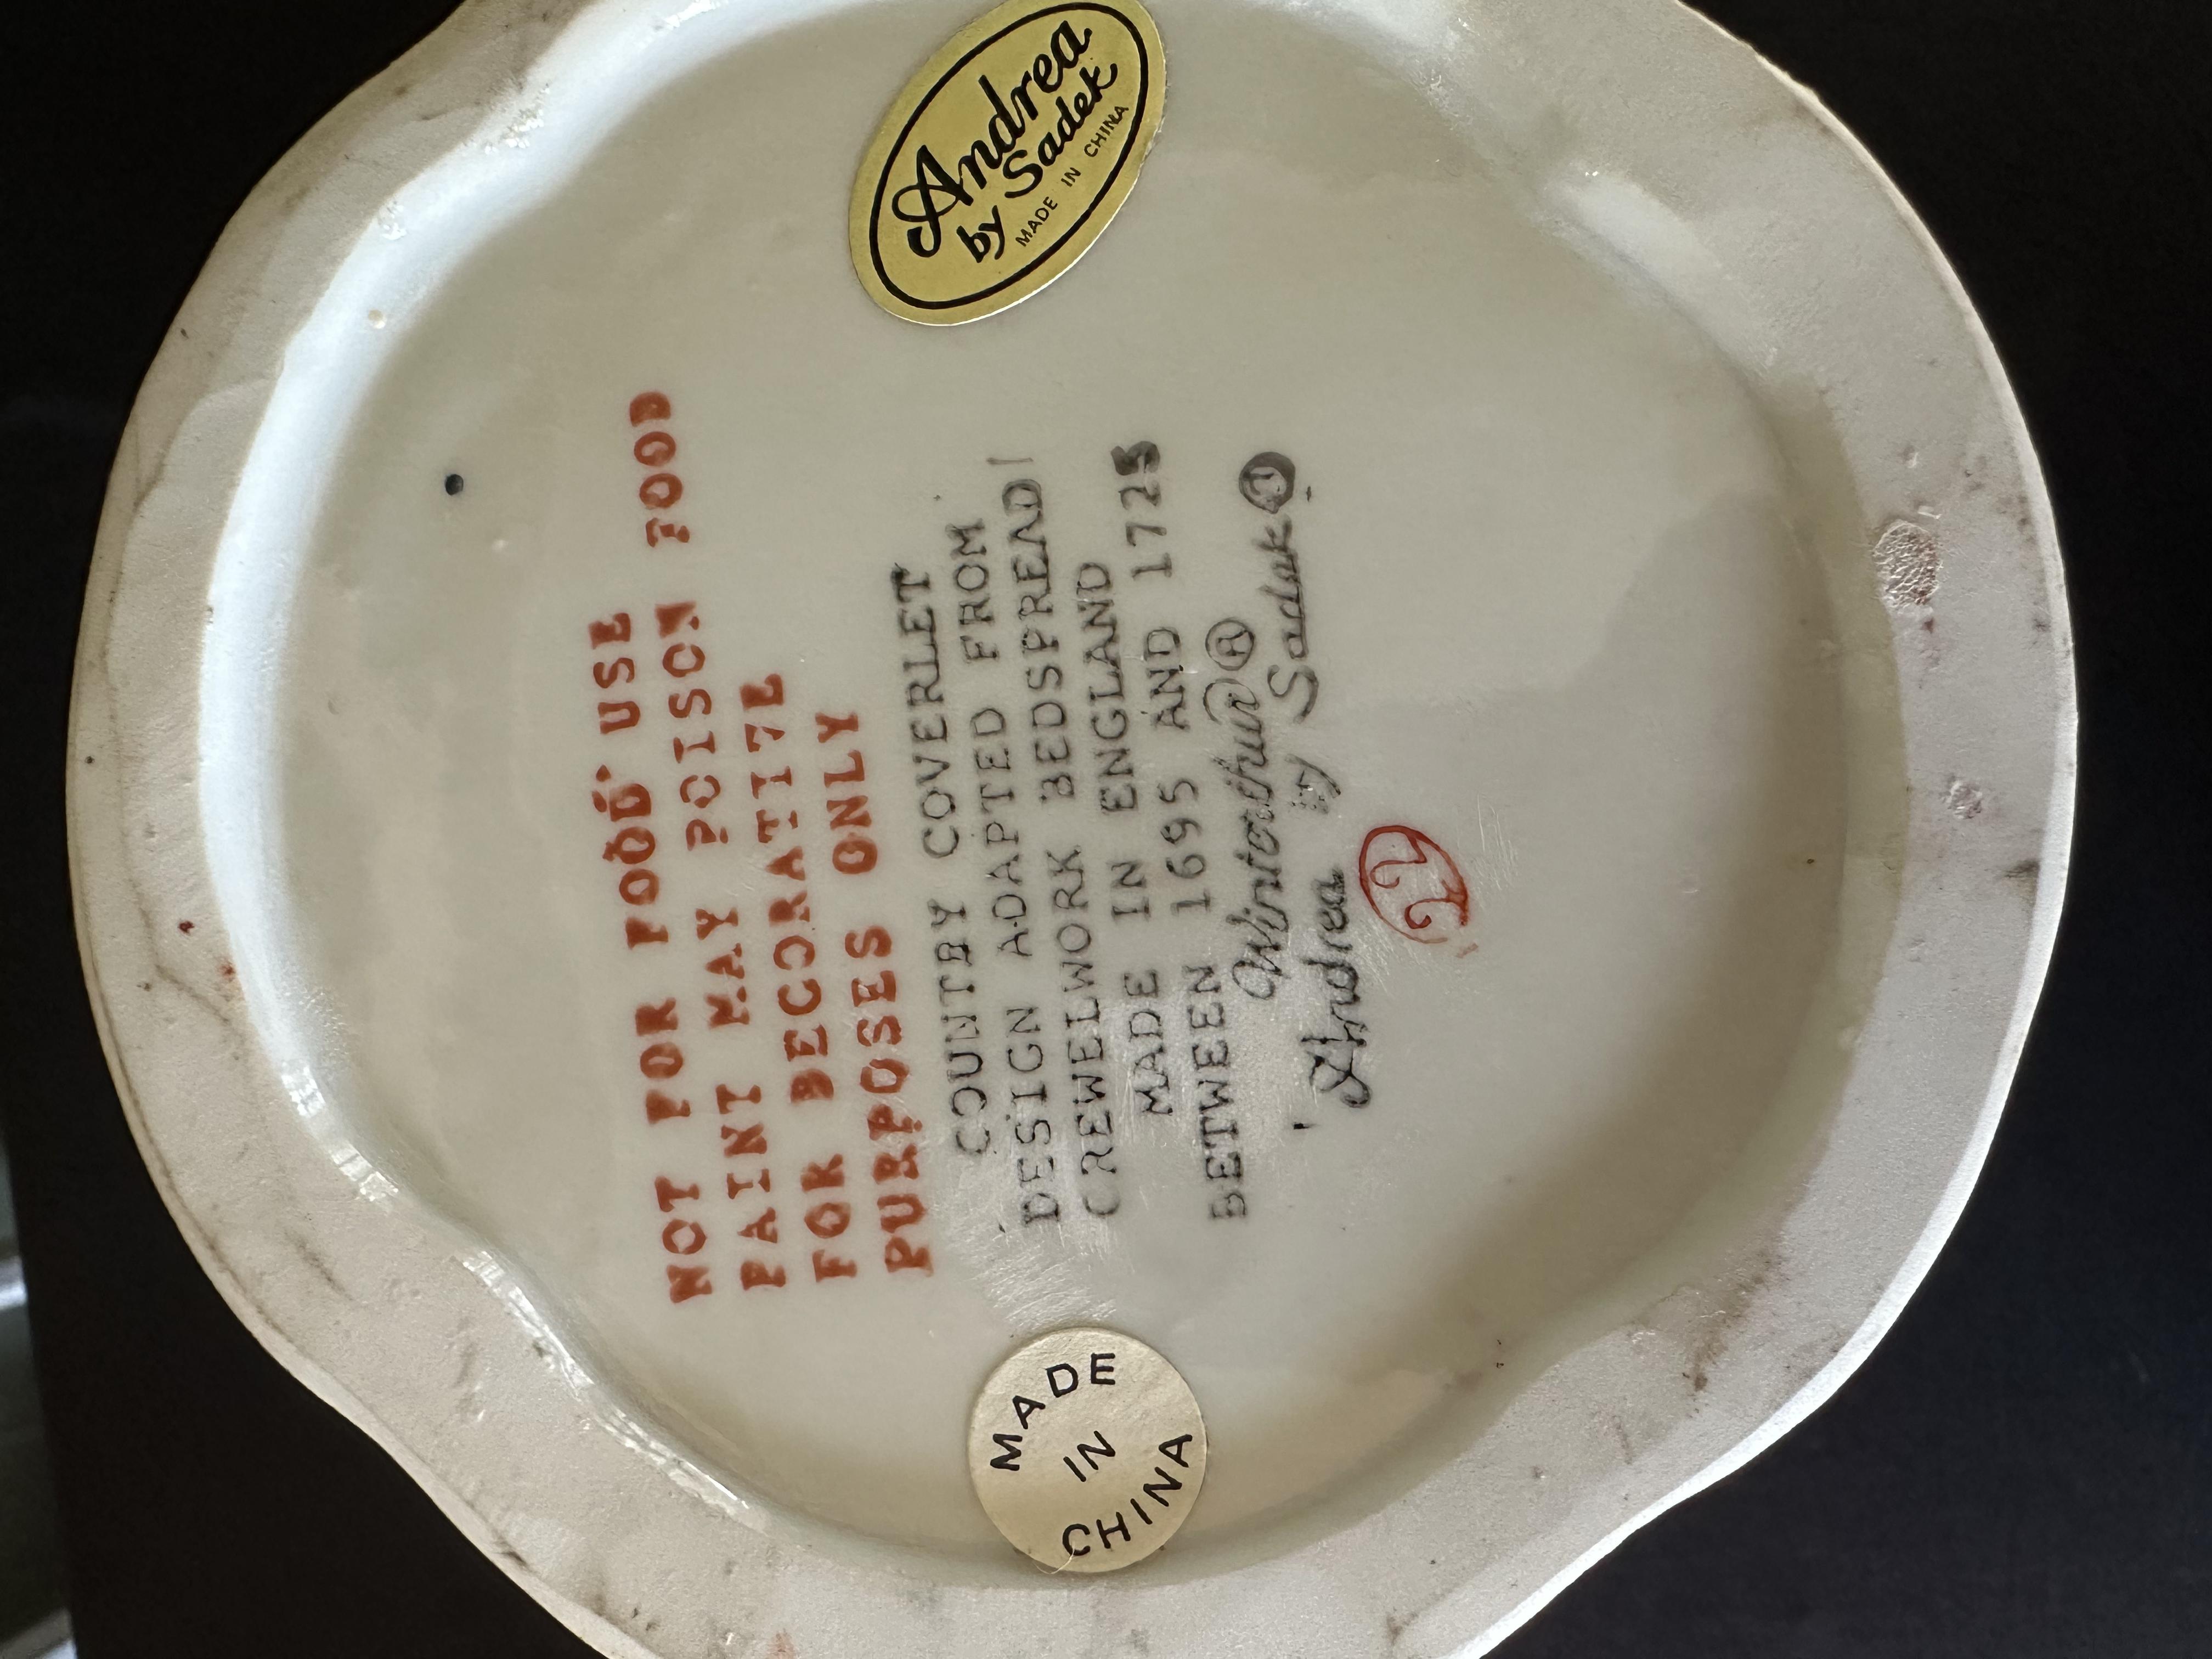 Andrea
by Sadek
MADE IN CHINA
NOT FOR FOOD USE
PAINT MAY POISON FOOD
FOR DECORATIVE
PURPOSES ONLY
COUNTRY COVERLET
DESIGN ADAPTED FROM
CREWELWORK BEDSPREAD
MADE IN ENGLAND
BETWEEN 1695 AND 1725
Winterthur®
Andrea by Sadek
MADE
IN
CHINA